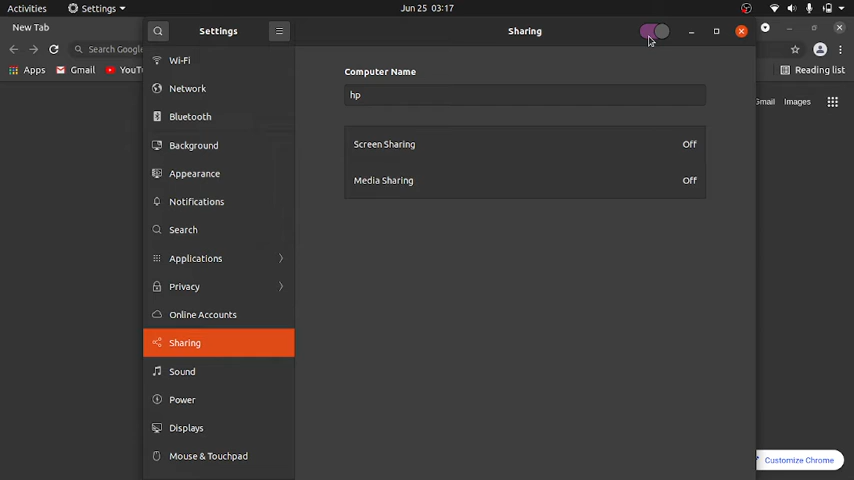 Activities
Settings
Jun 25 03:17
New Tab
Settings
Sharing
Search Google
Apps
Gmail
YouT
Reading list
Wi-Fi
Computer Name
Network
hp
Gmail
Images
Bluetooth
Background
Screen Sharing
Off
Appearance
Media Sharing
Off
Notifications
Search
Applications
Privacy
Online Accounts
Sharing
Sound
Power
Displays
Mouse & Touchpad
Customize Chrome